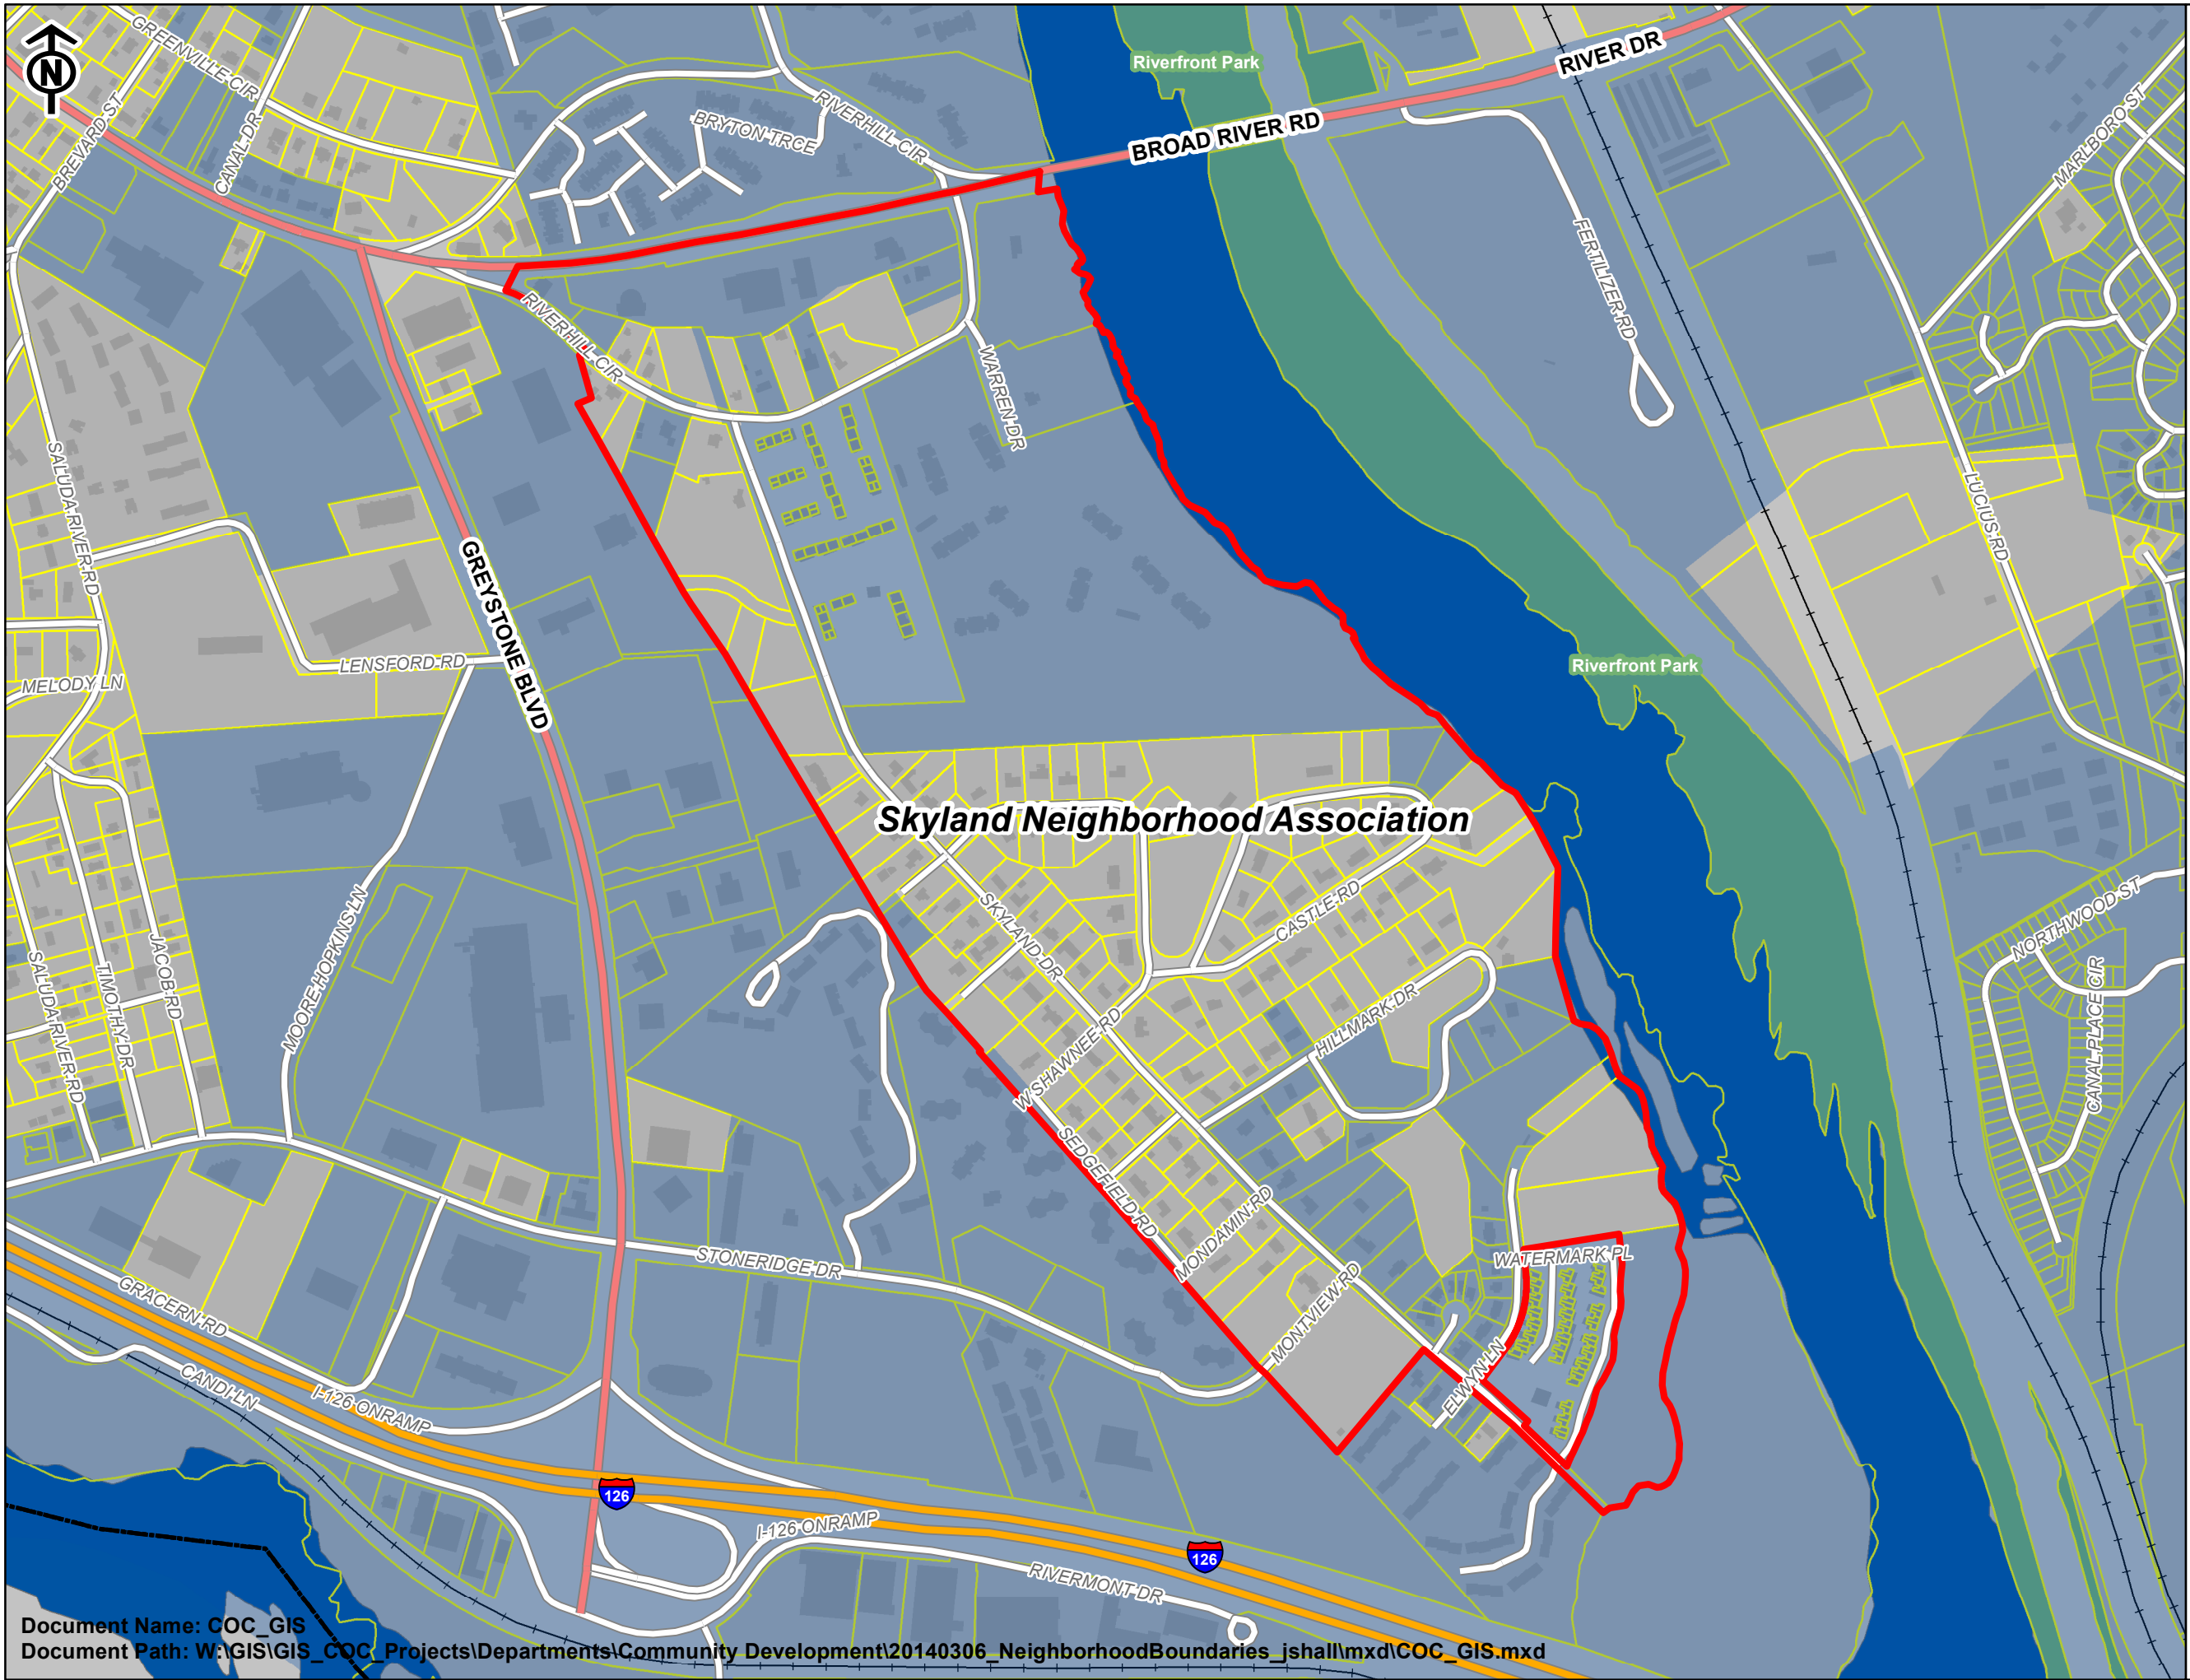 N
GREENVILLE CIR
BREVARD ST
CANAL DR
BRYTON TRCE
RIVERHILL CIR
Riverfront Park
BROAD RIVER RD
RIVER DR
MARLBORO ST
FERTILIZER RD
RIVERHILL CIR
WARREN DR
SALUDA RIVER RD
LUCIUS RD
GREYSTONE BLVD
LENSFORD RD
MELODY LN
Riverfront Park
Skyland Neighborhood Association
SKYLAND DR
CASTLE RD
MOORE HOPKINS LN
JACOB RD
TIMOTHY DR
SALUDA RIVER RD
W SHAWNEE RD
HILLMARK DR
NORTHWOOD ST
CANAL PLACE CIR
SEDGEFIELD RD
MONDAMIN RD
MONTVIEW RD
WATERMARK PL
ELWYN LN
STONERIDGE DR
GRACERN RD
CANDI LN
I-126 ONRAMP
126
I-126 ONRAMP
126
RIVERMONT DR
Document Name: COC_GIS
Document Path: W:\GIS\GIS_COC_Projects\Departments\Community Development\20140306_NeighborhoodBoundaries_jshall\mxd\COC_GIS.mxd